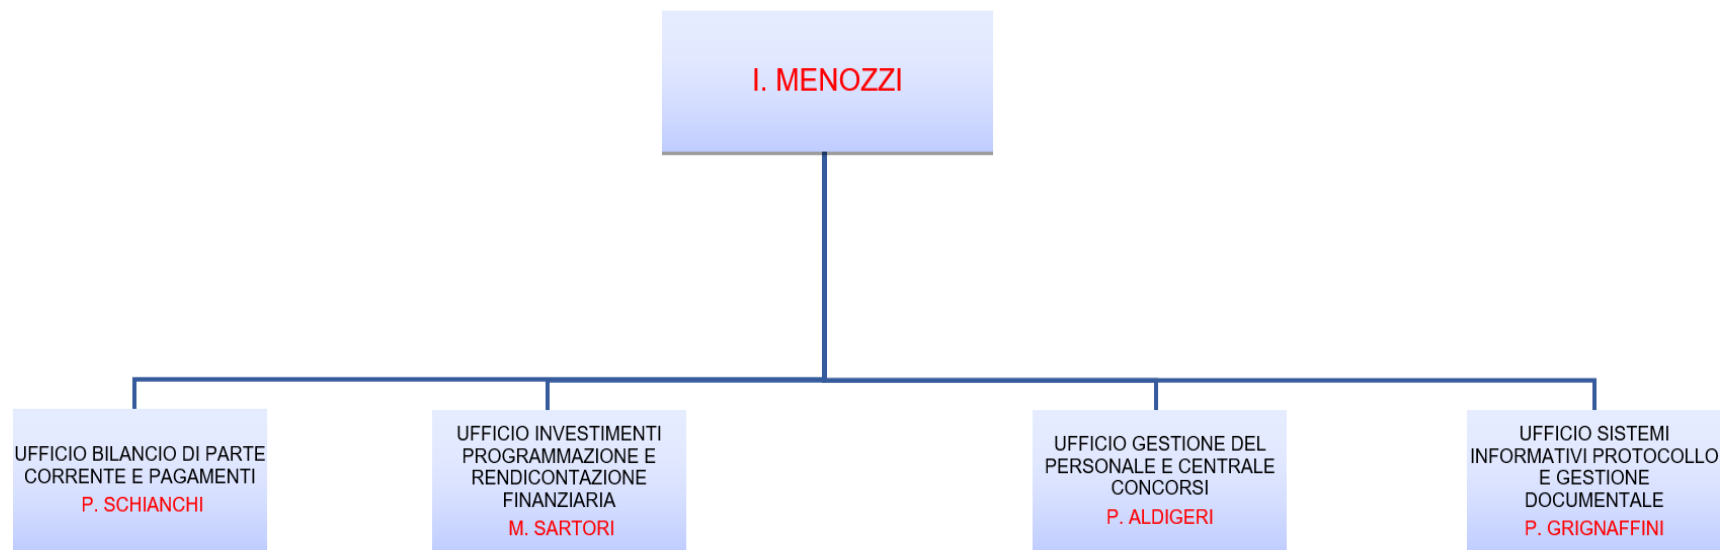 I. MENOZZI
UFFICIO BILANCIO DI PARTE
CORRENTE E PAGAMENTI
P. SCHIANCHI
UFFICIO INVESTIMENTI
PROGRAMMAZIONE E
RENDICONTAZIONE
FINANZIARIA
M. SARTORI
UFFICIO GESTIONE DEL
PERSONALE E CENTRALE
CONCORSI
P. ALDIGERI
UFFICIO SISTEMI
INFORMATIVI PROTOCOLLO
E GESTIONE
DOCUMENTALE
P. GRIGNAFFINI